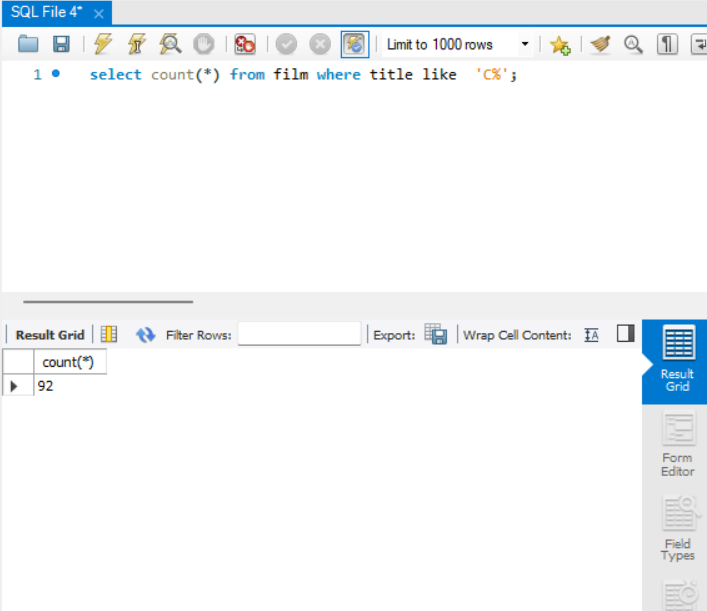 SQL File 4*
Limit to 1000 rows
1 select count(*) from film where title like 'C%';
Result Grid Filter Rows: Export: Wrap Cell Content:
count(*)
92
Result
Grid
Form
Editor
Field
Types